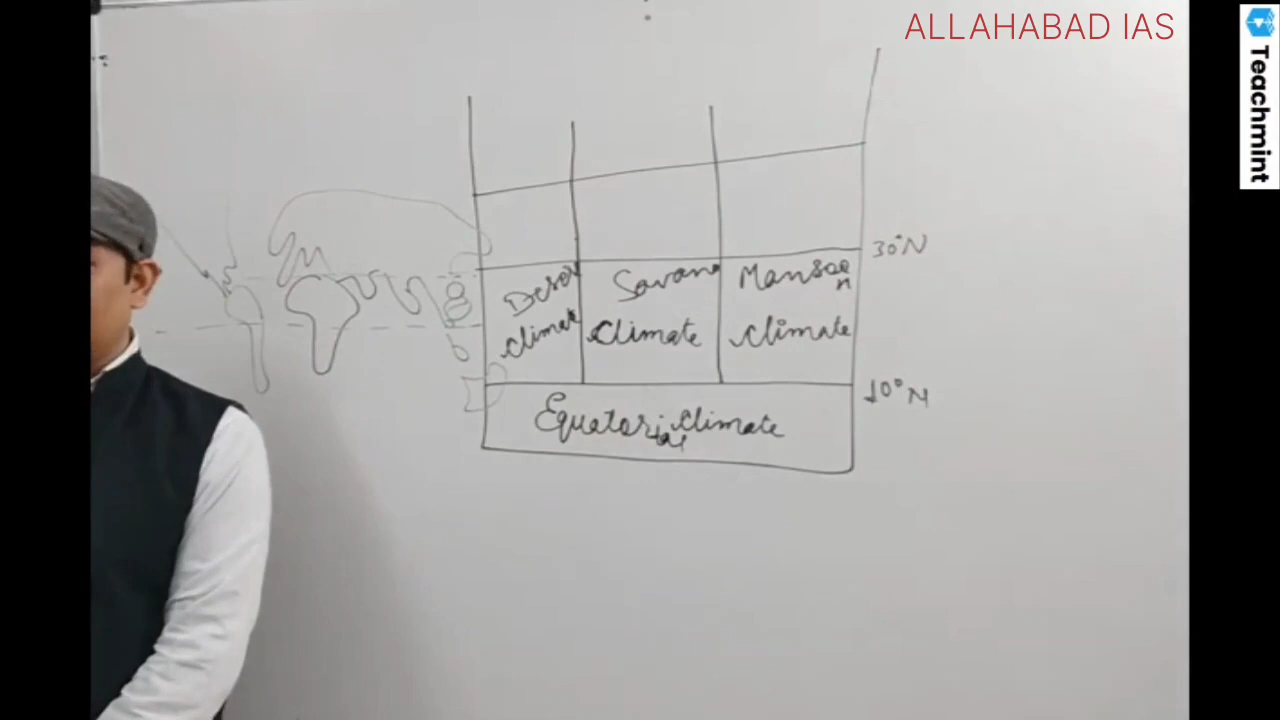 ALLAHABAD IAS
Teachmint
30°N
Desert Savana Mansoon
Climate Climate Climate
10°N
Equatorial Climate